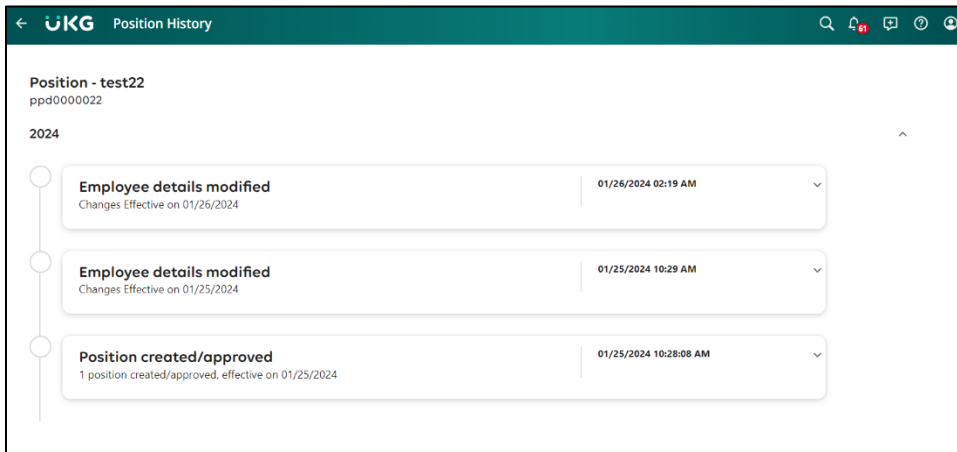 UKG Position History
61
Position - test22
ppd0000022
2024
Employee details modified
01/26/2024 02:19 AM
Changes Effective on 01/26/2024
Employee details modified
01/25/2024 10:29 AM
Changes Effective on 01/25/2024
Position created/approved
01/25/2024 10:28:08 AM
1 position created/approved, effective on 01/25/2024